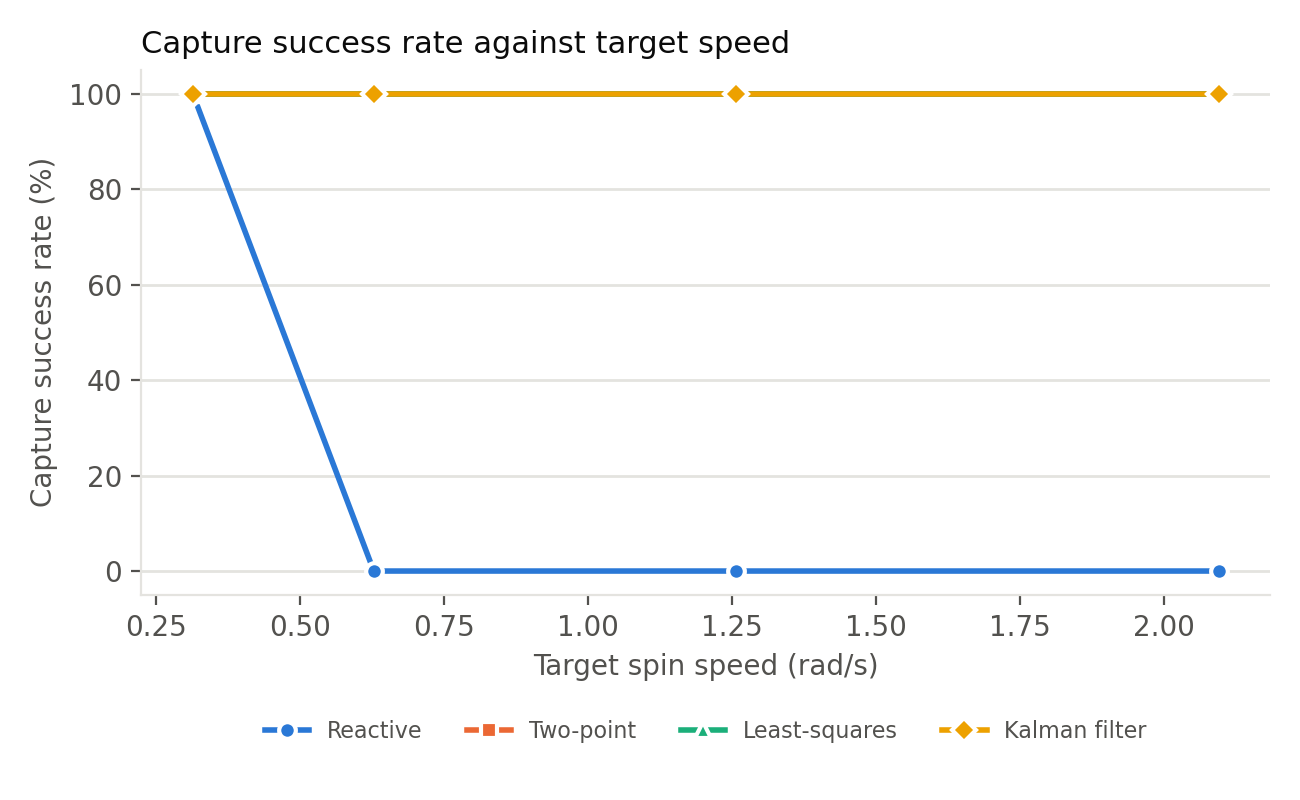 Capture success rate against target speed
100
80
60
40
20
0
Capture success rate (%)
0.25 0.50 0.75 1.00 1.25 1.50 1.75 2.00
Target spin speed (rad/s)
Reactive Two-point Least-squares Kalman filter